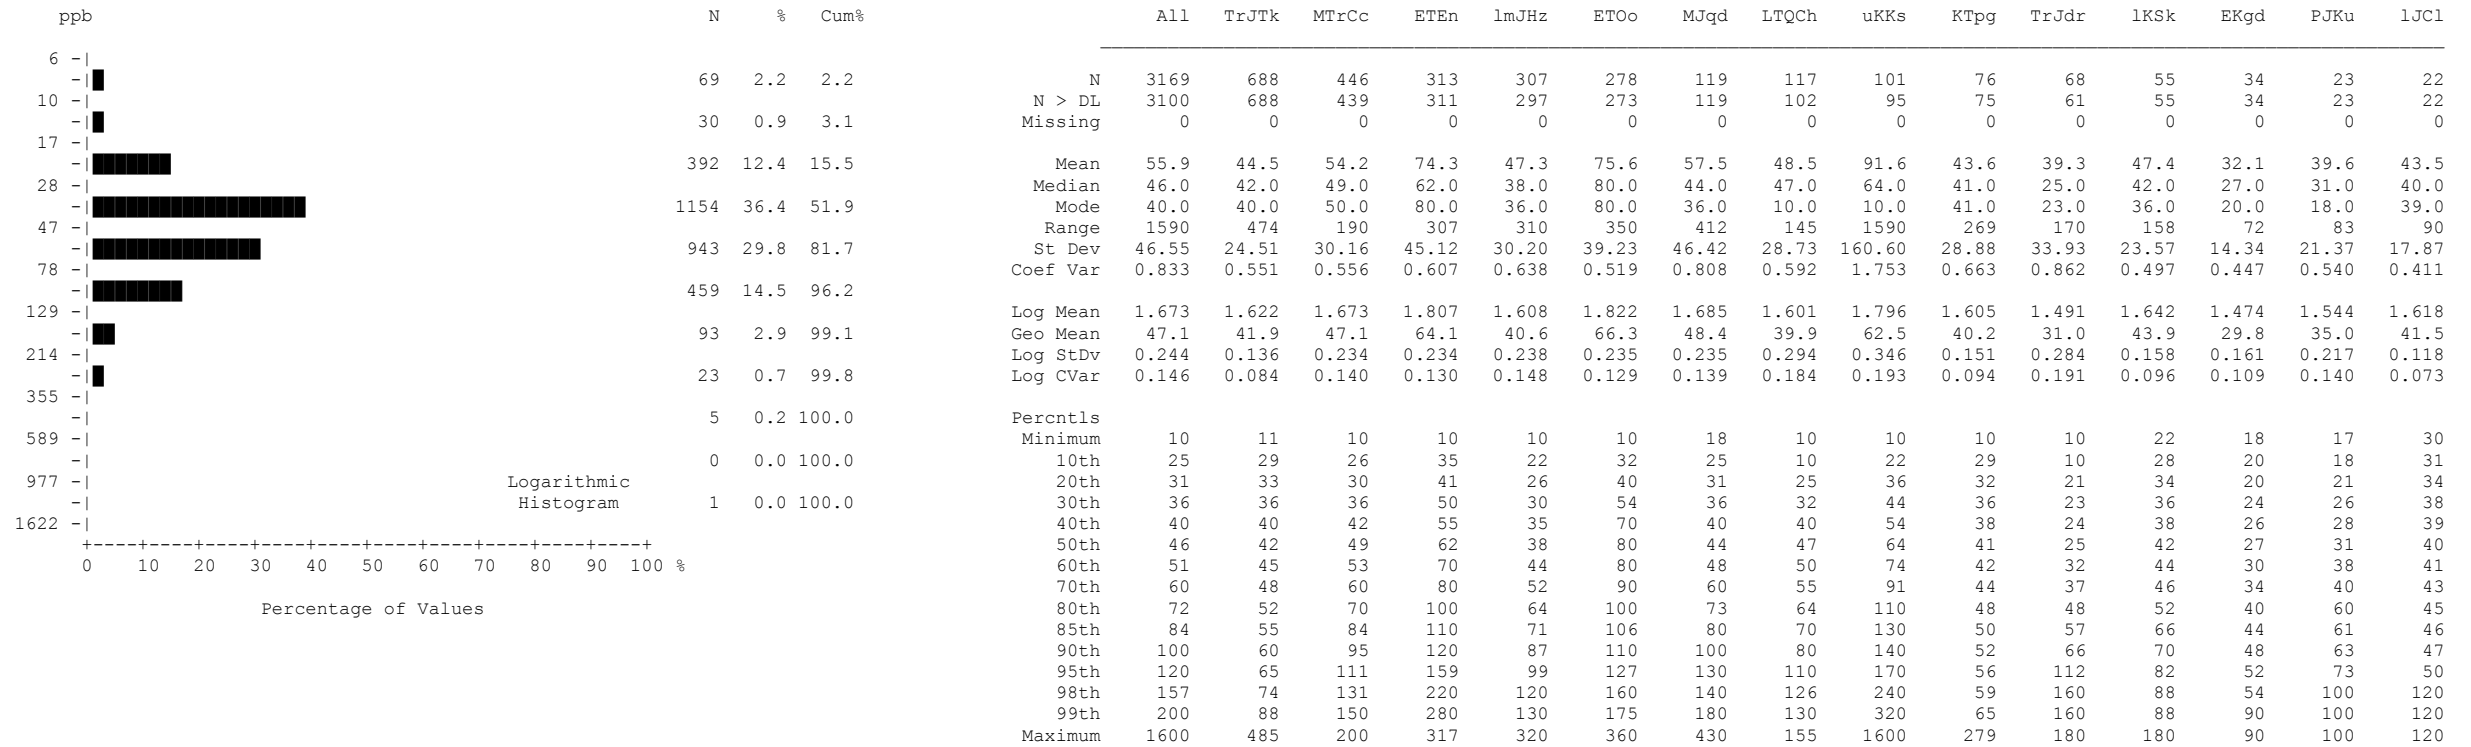 ppb N % Cum% All TrJTk MTrCc ETEn lmJHz ETOo MJqd LTQCh uKKs KTpg TrJdr lKSk EKgd PJKu lJCl
6 -|
-| 69 2.2 2.2 N 3169 688 446 313 307 278 119 117 101 76 68 55 34 23 22
10 -| N > DL 3100 688 439 311 297 273 119 102 95 75 61 55 34 23 22
-| 30 0.9 3.1 Missing 0 0 0 0 0 0 0 0 0 0 0 0 0 0 0
17 -|
-| 392 12.4 15.5 Mean 55.9 44.5 54.2 74.3 47.3 75.6 57.5 48.5 91.6 43.6 39.3 47.4 32.1 39.6 43.5
28 -| Median 46.0 42.0 49.0 62.0 38.0 80.0 44.0 47.0 64.0 41.0 25.0 42.0 27.0 31.0 40.0
-| 1154 36.4 51.9 Mode 40.0 40.0 50.0 80.0 36.0 80.0 36.0 10.0 10.0 41.0 23.0 36.0 20.0 18.0 39.0
47 -| Range 1590 474 190 307 310 350 412 145 1590 269 170 158 72 83 90
-| 943 29.8 81.7 St Dev 46.55 24.51 30.16 45.12 30.20 39.23 46.42 28.73 160.60 28.88 33.93 23.57 14.34 21.37 17.87
78 -| Coef Var 0.833 0.551 0.556 0.607 0.638 0.519 0.808 0.592 1.753 0.663 0.862 0.497 0.447 0.540 0.411
-| 459 14.5 96.2
129 -| Log Mean 1.673 1.622 1.673 1.807 1.608 1.822 1.685 1.601 1.796 1.605 1.491 1.642 1.474 1.544 1.618
-| 93 2.9 99.1 Geo Mean 47.1 41.9 47.1 64.1 40.6 66.3 48.4 39.9 62.5 40.2 31.0 43.9 29.8 35.0 41.5
214 -| Log StDv 0.244 0.136 0.234 0.234 0.238 0.235 0.235 0.294 0.346 0.151 0.284 0.158 0.161 0.217 0.118
-| 23 0.7 99.8 Log CVar 0.146 0.084 0.140 0.130 0.148 0.129 0.139 0.184 0.193 0.094 0.191 0.096 0.109 0.140 0.073
355 -|
-| 5 0.2 100.0 Percntls
589 -| Minimum 10 11 10 10 10 10 18 10 10 10 10 22 18 17 30
-| 0 0.0 100.0 10th 25 29 26 35 22 32 25 10 22 29 10 28 20 18 31
977 -| Logarithmic 20th 31 33 30 41 26 40 31 25 36 32 21 34 20 21 34
-| Histogram 1 0.0 100.0 30th 36 36 36 50 30 54 36 32 44 36 23 36 24 26 38
1622 -| 40th 40 40 42 55 35 70 40 40 54 38 24 38 26 28 39
+----+----+----+----+----+----+----+----+----+----+ 50th 46 42 49 62 38 80 44 47 64 41 25 42 27 31 40
0 10 20 30 40 50 60 70 80 90 100 % 60th 51 45 53 70 44 80 48 50 74 42 32 44 30 38 41
70th 60 48 60 80 52 90 60 55 91 44 37 46 34 40 43
Percentage of Values 80th 72 52 70 100 64 100 73 64 110 48 48 52 40 60 45
85th 84 55 84 110 71 106 80 70 130 50 57 66 44 61 46
90th 100 60 95 120 87 110 100 80 140 52 66 70 48 63 47
95th 120 65 111 159 99 127 130 110 170 56 112 82 52 73 50
98th 157 74 131 220 120 160 140 126 240 59 160 88 54 100 120
99th 200 88 150 280 130 175 180 130 320 65 160 88 90 100 120
Maximum 1600 485 200 317 320 360 430 155 1600 279 180 180 90 100 120